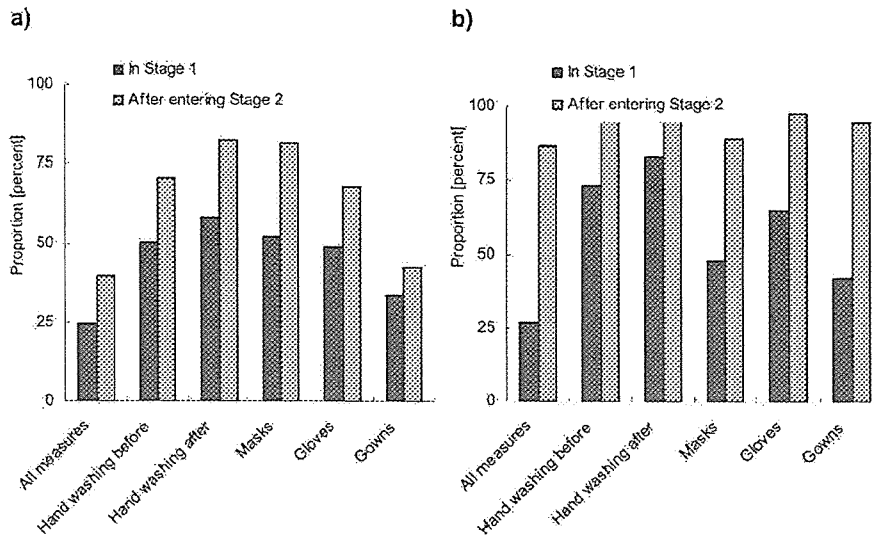 a)
In Stage 1
After entering Stage 2
100
75
50
25
0
Proportion [percent]
All measures
Hand washing before
Hand washing after
Masks
Gloves
Gowns
b)
In Stage 1
After entering Stage 2
100
75
50
25
0
Proportion [percent]
All measures
Hand washing before
Hand washing after
Masks
Gloves
Gowns